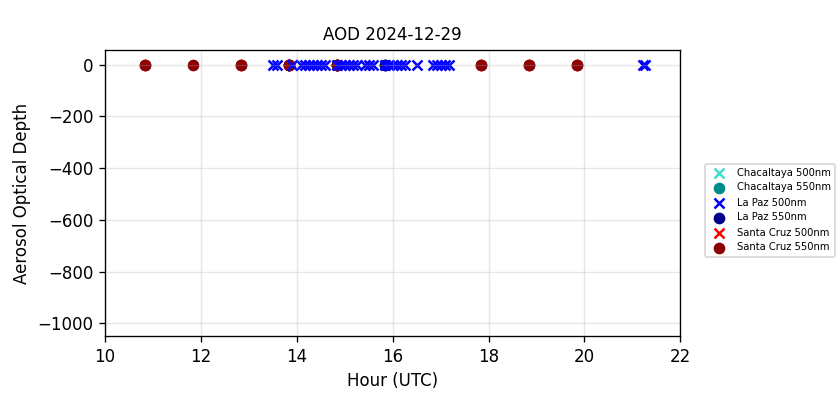 AOD 2024-12-29
Aerosol Optical Depth
0
−200
−400
−600
−800
−1000
10 12 14 16 18 20 22
Hour (UTC)
Chacaltaya 500nm
Chacaltaya 550nm
La Paz 500nm
La Paz 550nm
Santa Cruz 500nm
Santa Cruz 550nm